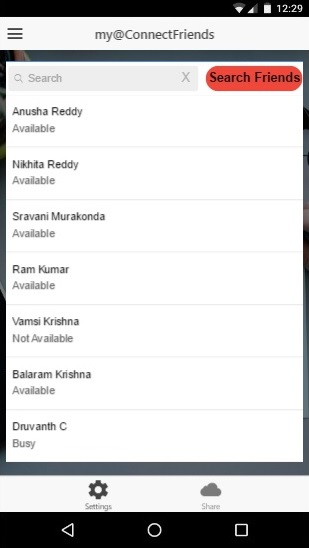 12:29
my@ConnectFriends
Search X Search Friends
Anusha Reddy
Available
Nikhita Reddy
Available
Sravani Murakonda
Available
Ram Kumar
Available
Vamsi Krishna
Not Available
Balaram Krishna
Available
Druvanth C
Busy
Settings Share